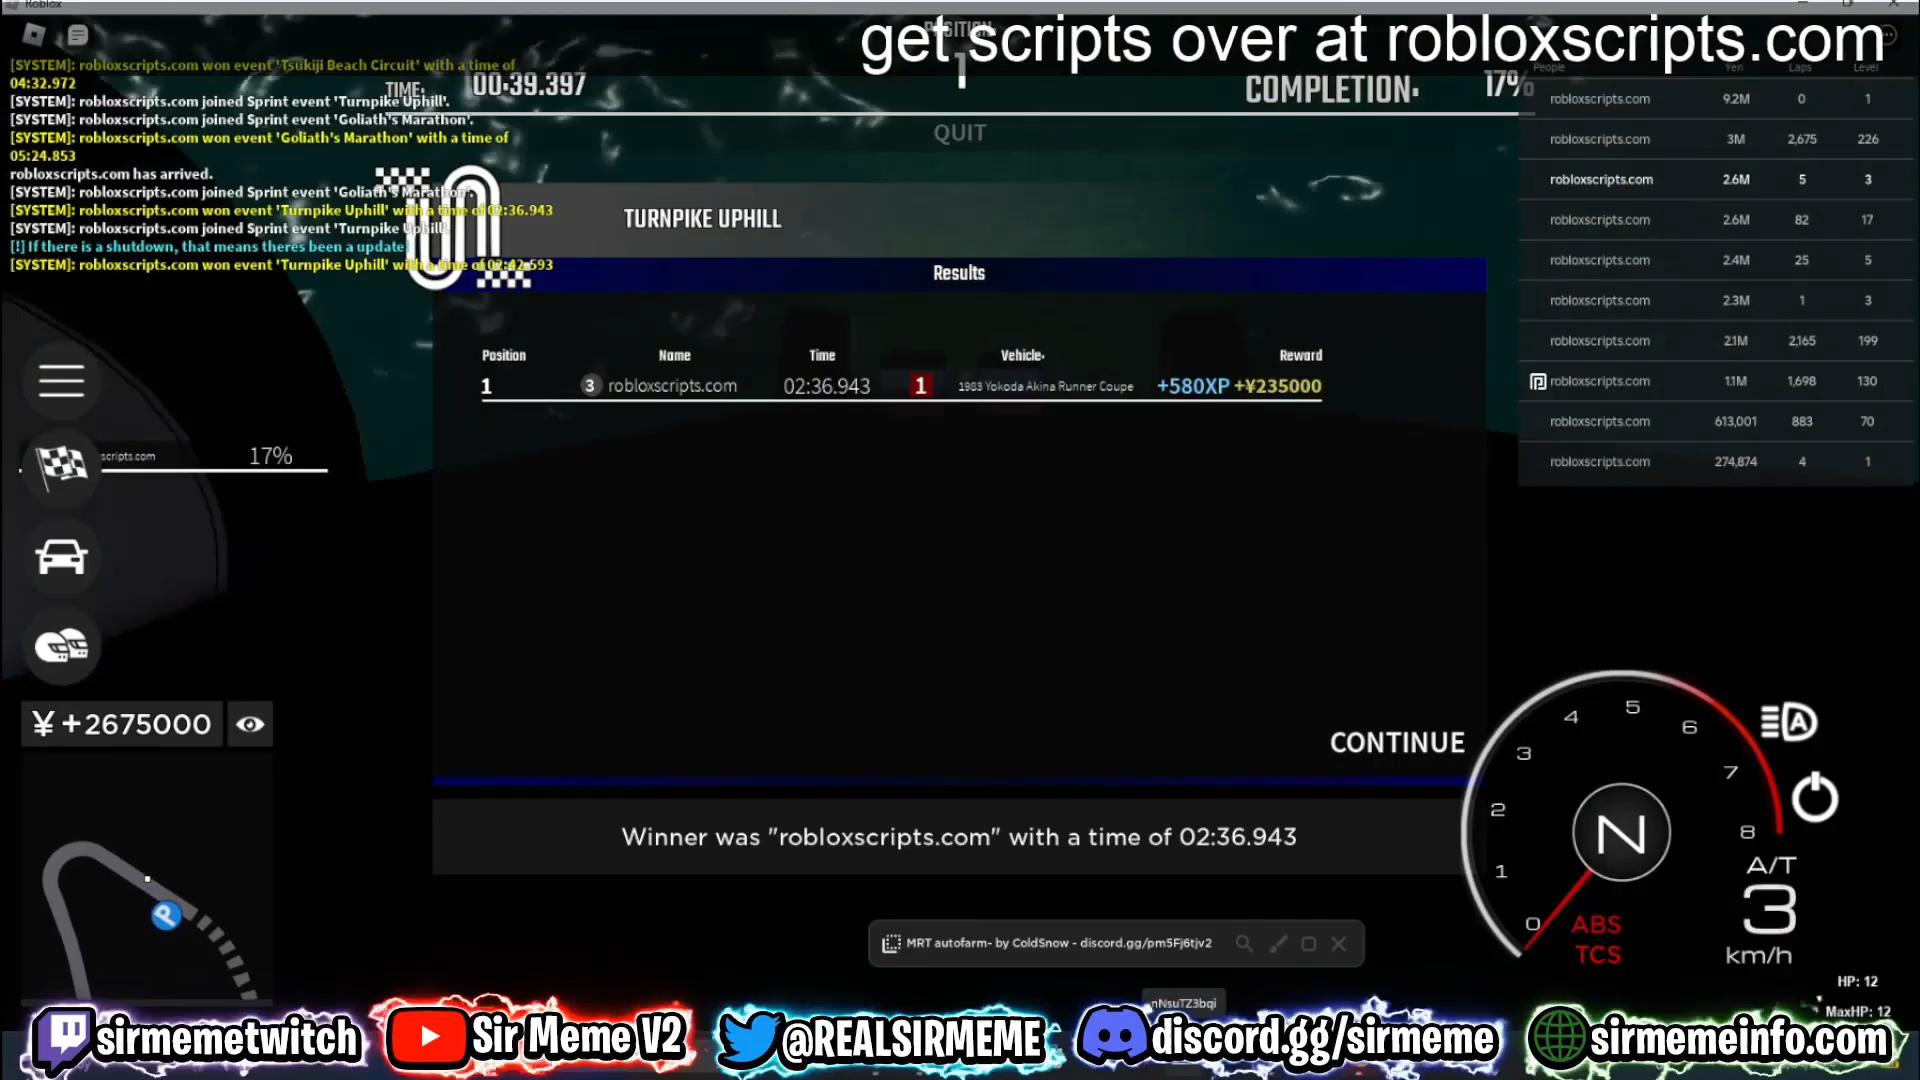 Roblox
get scripts over at robloxscripts.com
POSITION
1
TIME: 00:39.397
COMPLETION: 17%
QUIT
[SYSTEM]: robloxscripts.com won event 'Tsukiji Beach Circuit' with a time of
04:32.972
[SYSTEM]: robloxscripts.com joined Sprint event 'Turnpike Uphill'.
[SYSTEM]: robloxscripts.com joined Sprint event 'Goliath's Marathon'.
[SYSTEM]: robloxscripts.com won event 'Goliath's Marathon' with a time of
05:24.853
robloxscripts.com has arrived.
[SYSTEM]: robloxscripts.com joined Sprint event 'Goliath's Marathon'.
[SYSTEM]: robloxscripts.com won event 'Turnpike Uphill' with a time of 02:36.943
[SYSTEM]: robloxscripts.com joined Sprint event 'Turnpike Uphill'.
[!] If there is a shutdown, that means theres been a update!
[SYSTEM]: robloxscripts.com won event 'Turnpike Uphill' with a time of 02:42.593
TURNPIKE UPHILL
Results
Position Name Time Vehicle Reward
1 3 robloxscripts.com 02:36.943 1 1983 Yokoda Akina Runner Coupe +580XP +¥235000
People Yen Laps Level
robloxscripts.com 9.2M 0 1
robloxscripts.com 3M 2,675 226
robloxscripts.com 2.6M 5 3
robloxscripts.com 2.6M 82 17
robloxscripts.com 2.4M 25 5
robloxscripts.com 2.3M 1 3
robloxscripts.com 2.1M 2,165 199
robloxscripts.com 1.1M 1,698 130
robloxscripts.com 613,001 883 70
robloxscripts.com 274,874 4 1
scripts.com 17%
¥ +2675000
CONTINUE
Winner was "robloxscripts.com" with a time of 02:36.943
P
MRT autofarm- by ColdSnow - discord.gg/pm5Fj6tjv2
nNsuTZ3bqi
0 1 2 3 4 5 6 7 8
N
A
A/T
3
km/h
ABS
TCS
HP: 12
MaxHP: 12
sirmemetwitch
Sir Meme V2
@REALSIRMEME
discord.gg/sirmeme
sirmemeinfo.com